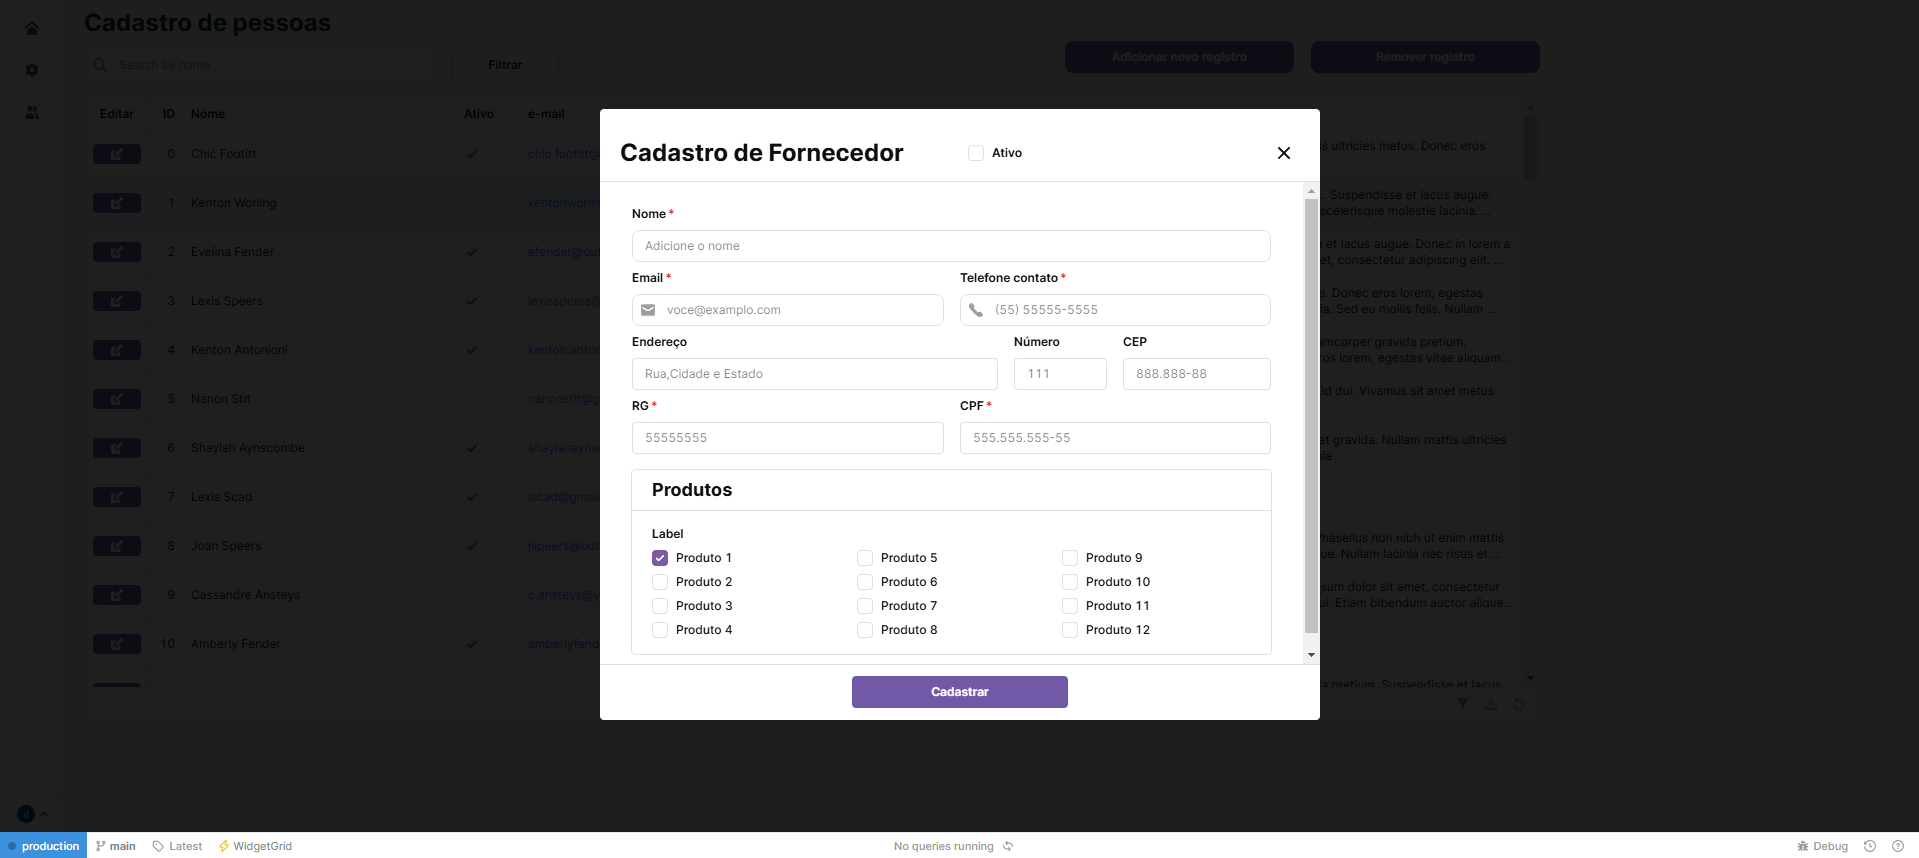 Cadastro de pessoas
Search by name
Filtrar
Adicionar novo registro
Remover registro
Editar ID Nome Ativo e-mail
0 Chic Footitt chic.footitt@
1 Kenton Worling kentonworlin
2 Evelina Fender efender@out
3 Lexis Speers lexisspeers@
4 Kenton Antonioni kenton.anton
5 Nanon Stit nanonstit@g
6 Shaylah Aynscombe shaylahayns
7 Lexis Scad lscad@gmail
8 Joan Speers jspeers@out
9 Cassandre Ansteys c.ansteys@y
10 Amberly Fender amberlyfend
s ultricies metus. Donec eros
. Suspendisse et lacus augue.
scelerisque molestie lacinia. ...
et lacus augue. Donec in lorem a
et, consectetur adipiscing elit. ...
e. Donec eros lorem, egestas
ia. Sed eu mollis felis. Nullam ...
mcorper gravida pretium.
os lorem, egestas vitae aliquam...
id dui. Vivamus sit amet metus
at gravida. Nullam mattis ultricies
nia
hasellus non nibh ut enim mattis
ue. Nullam lacinia nec risus et ...
sum dolor sit amet, consectetur
ui. Etiam bibendum auctor alique...
a pretium. Suspendisse et lacus
Cadastro de Fornecedor
Ativo
Nome *
Adicione o nome
Email * Telefone contato *
voce@examplo.com (55) 55555-5555
Endereço Número CEP
Rua,Cidade e Estado 111 888.888-88
RG * CPF *
55555555 555.555.555-55
Produtos
Label
Produto 1 Produto 5 Produto 9
Produto 2 Produto 6 Produto 10
Produto 3 Produto 7 Produto 11
Produto 4 Produto 8 Produto 12
Cadastrar
d
production main Latest WidgetGrid No queries running Debug